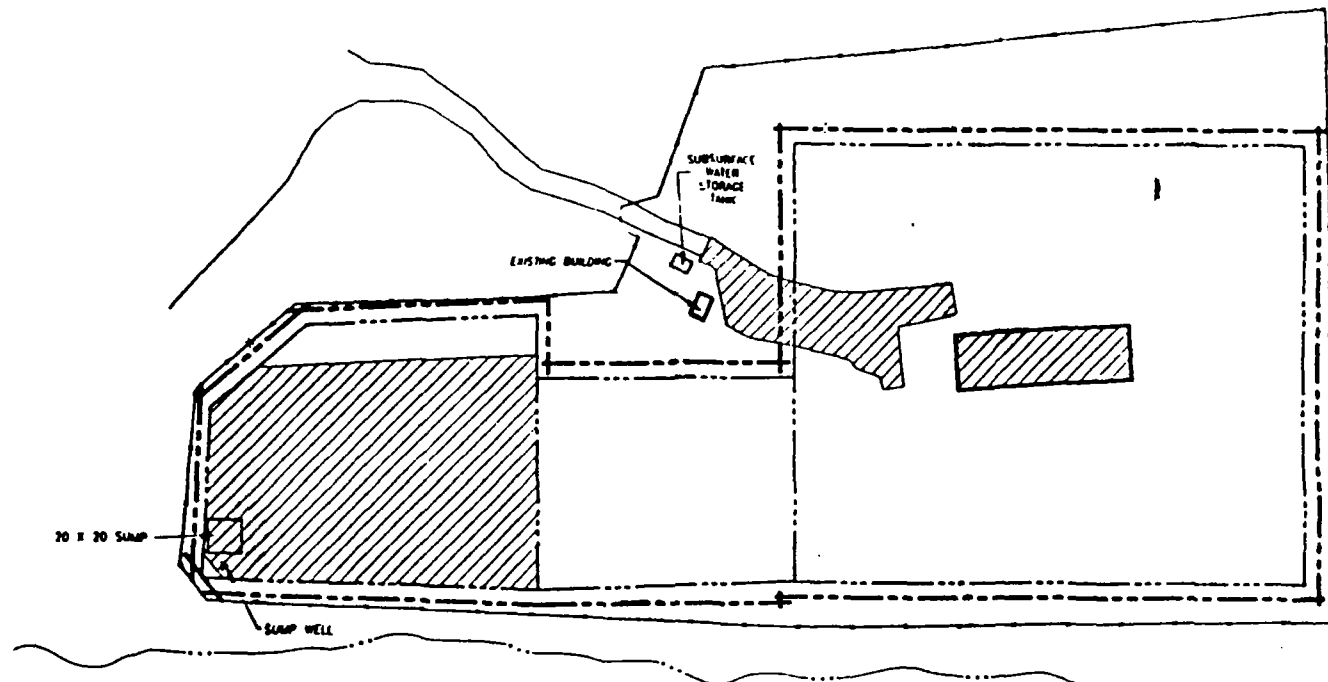 SUBSURFACE
WATER
STORAGE
TANK
EXISTING BUILDING
20 X 20 SUMP
SUMP WELL